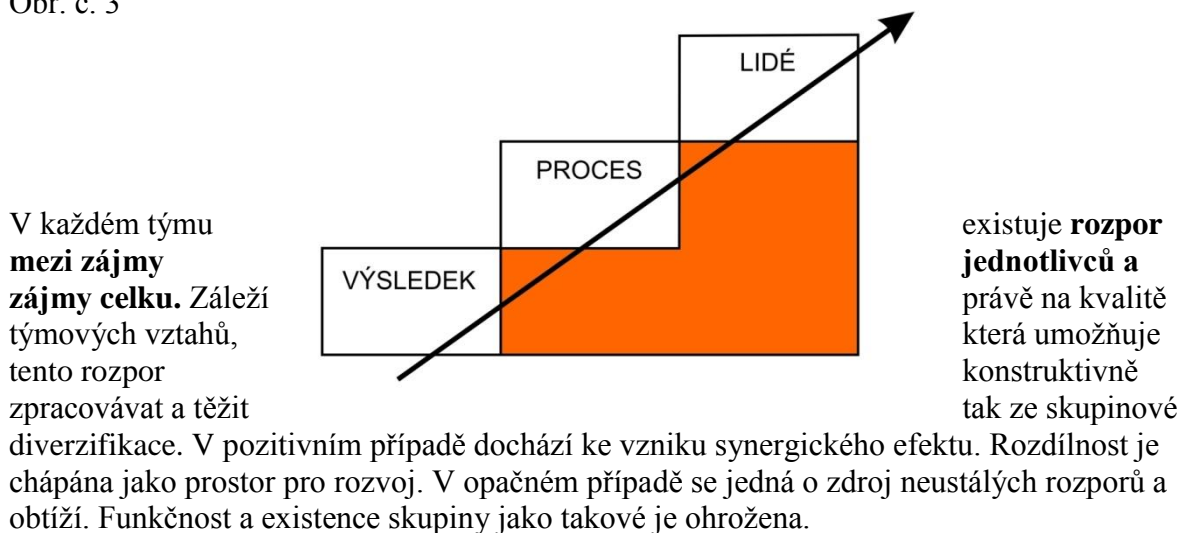 Obr. č. 3
LIDÉ
PROCES
VÝSLEDEK
V každém týmu existuje rozpor
mezi zájmy jednotlivců a
zájmy celku. Záleží právě na kvalitě
týmových vztahů, která umožňuje
tento rozpor konstruktivně
zpracovávat a těžit tak ze skupinové
diverzifikace. V pozitivním případě dochází ke vzniku synergického efektu. Rozdílnost je
chápána jako prostor pro rozvoj. V opačném případě se jedná o zdroj neustálých rozporů a
obtíží. Funkčnost a existence skupiny jako takové je ohrožena.